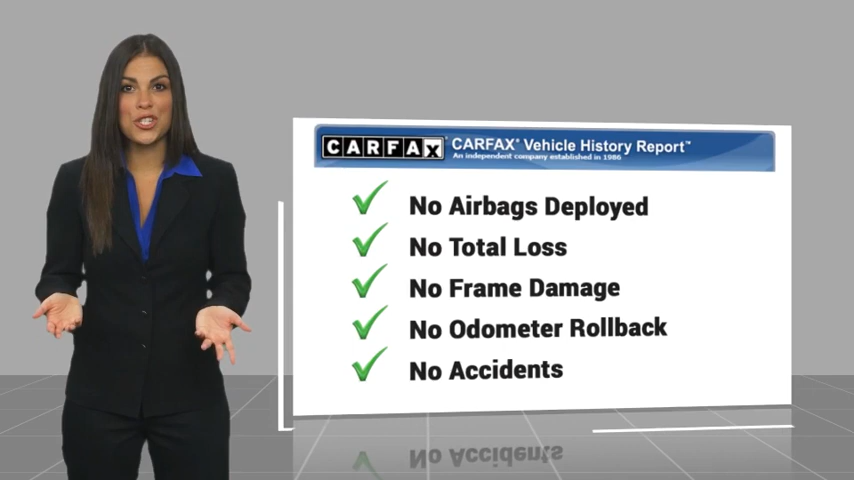 CARFAX CARFAX® Vehicle History Report™
An independent company established in 1986
No Airbags Deployed
No Total Loss
No Frame Damage
No Odometer Rollback
No Accidents
No Accidents